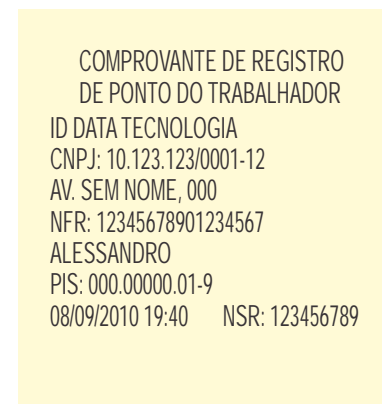 COMPROVANTE DE REGISTRO
DE PONTO DO TRABALHADOR
ID DATA TECNOLOGIA
CNPJ: 10.123.123/0001-12
AV. SEM NOME, 000
NFR: 12345678901234567
ALESSANDRO
PIS: 000.00000.01-9
08/09/2010 19:40 NSR: 123456789